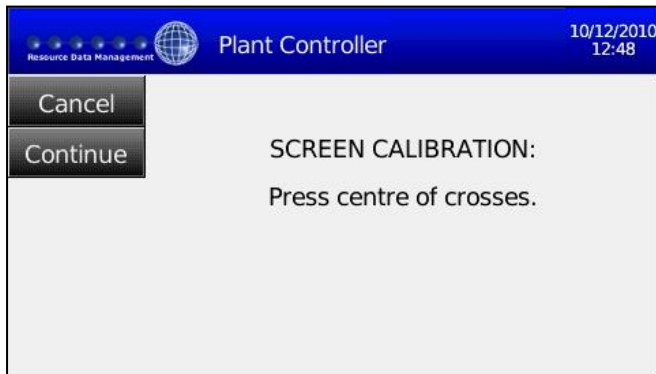 Resource Data Management
Plant Controller
10/12/2010
12:48
Cancel
Continue
SCREEN CALIBRATION:
Press centre of crosses.